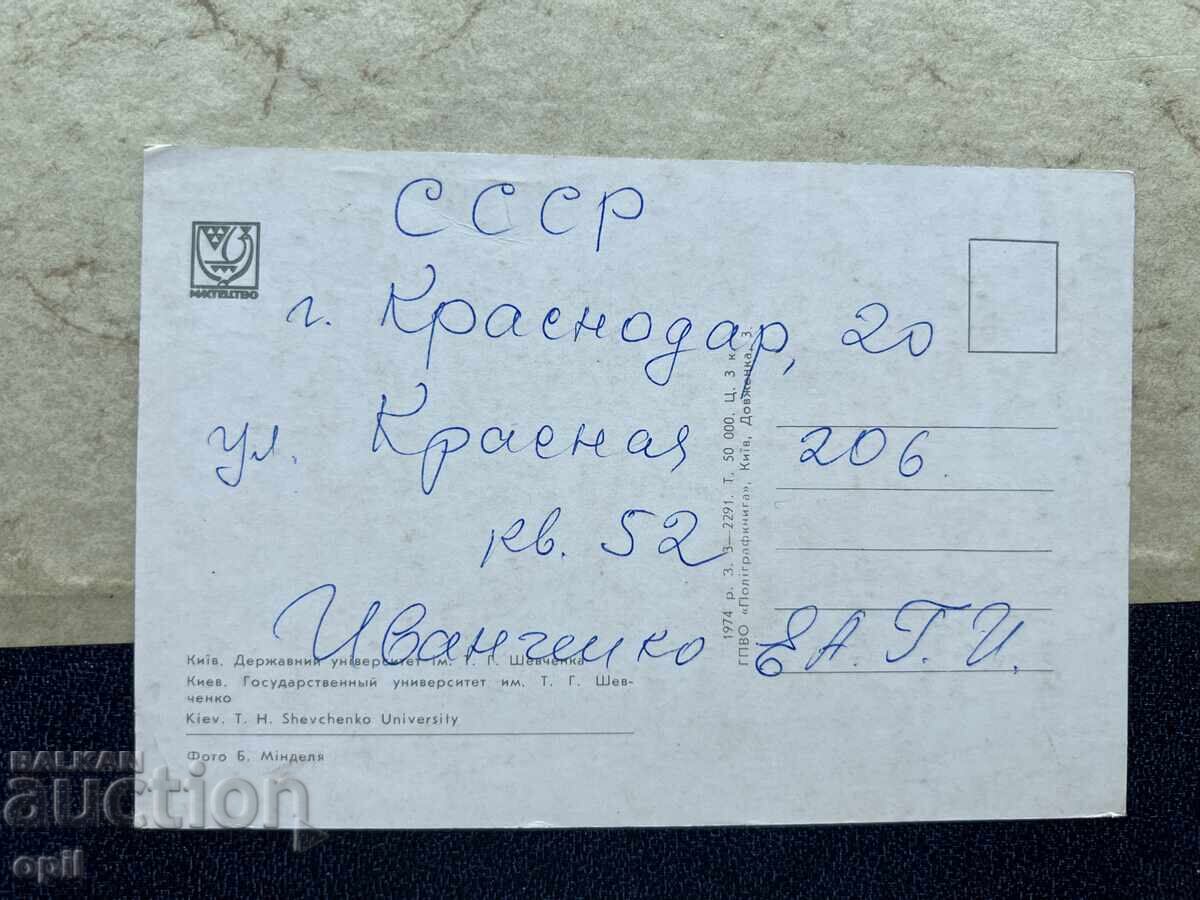 СССР
МИСТЕЦТВО
г. Краснодар, 20
ул. Красная 206.
кв. 52
Иванченко Е.А. Г.И.
Київ. Державний університет ім. Т. Г. Шевченка
Киев. Государственный университет им. Т. Г. Шев-
ченко
Kiev. T. H. Shevchenko University
Фото Б. Мінделя
1974 р. З. 3—2291. Т. 50 000. Ц. 3 к.
ГПВО «Поліграфкнига», Київ, Довженка, 3.
BALKAN
auction
opil